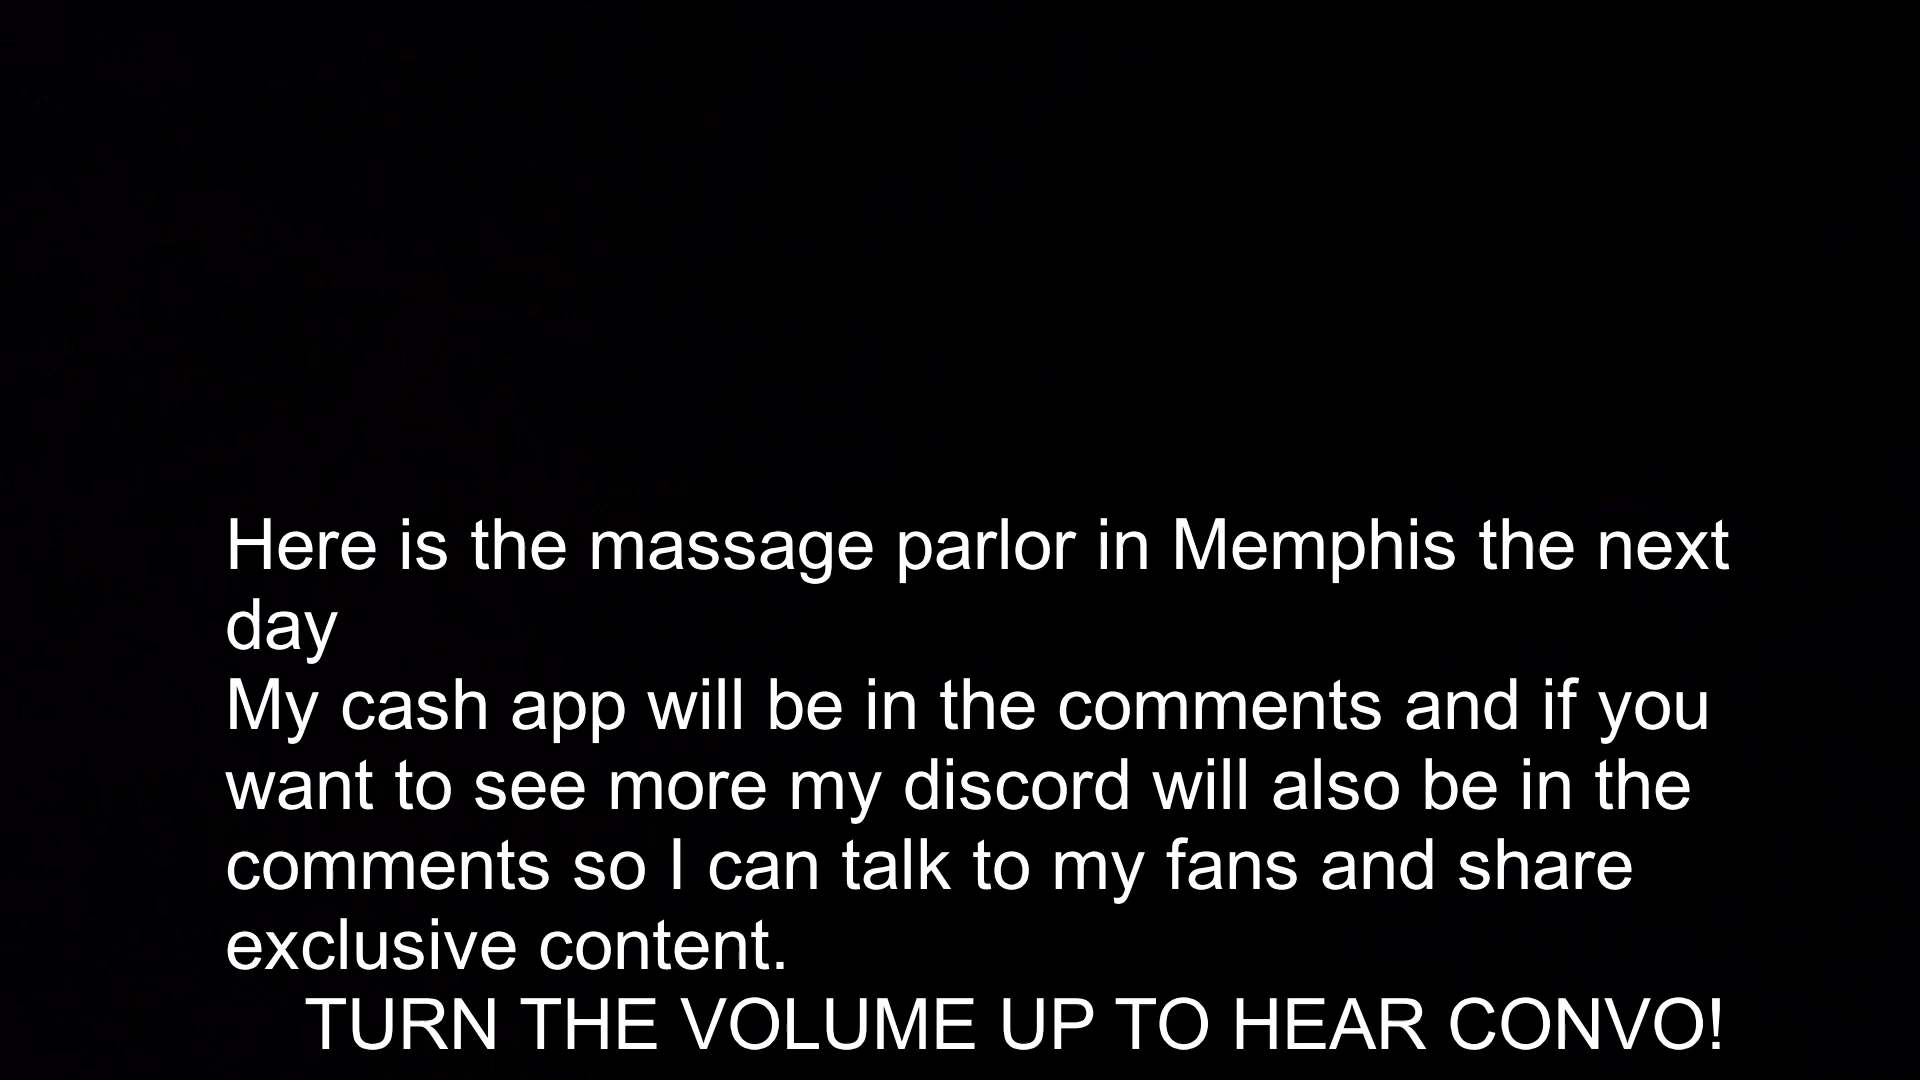 Here is the massage parlor in Memphis the next
day
My cash app will be in the comments and if you
want to see more my discord will also be in the
comments so I can talk to my fans and share
exclusive content.
TURN THE VOLUME UP TO HEAR CONVO!